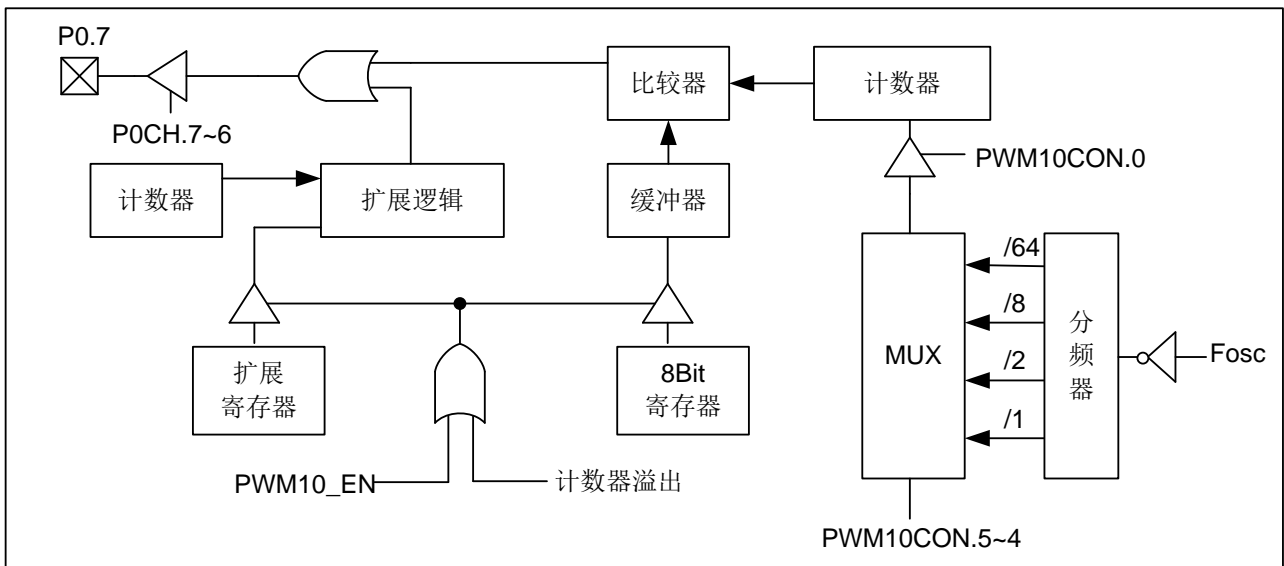 P0.7
P0CH.7~6
比较器
计数器
PWM10CON.0
计数器
扩展逻辑
缓冲器
/64
/8
/2
/1
MUX
分
频
器
Fosc
扩展
寄存器
8Bit
寄存器
PWM10_EN
计数器溢出
PWM10CON.5~4